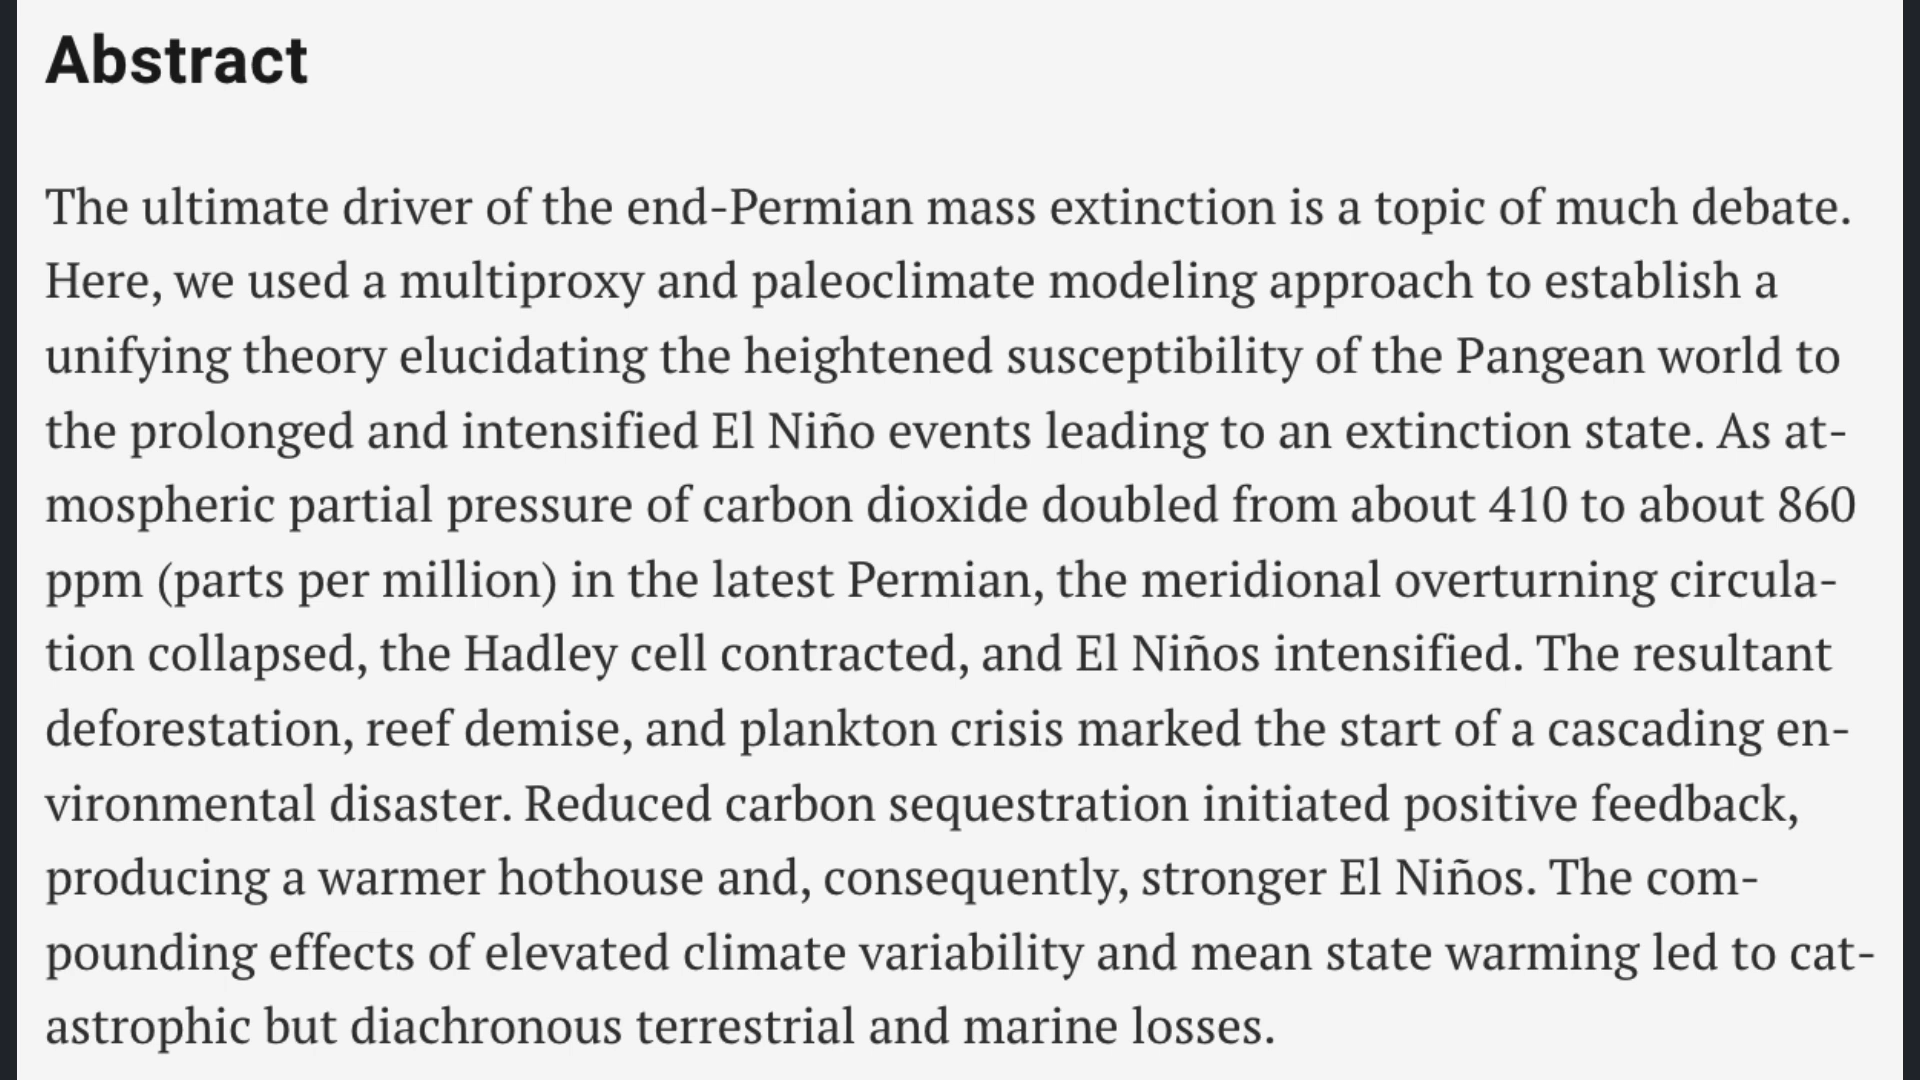 Abstract
The ultimate driver of the end-Permian mass extinction is a topic of much debate.
Here, we used a multiproxy and paleoclimate modeling approach to establish a
unifying theory elucidating the heightened susceptibility of the Pangean world to
the prolonged and intensified El Niño events leading to an extinction state. As at-
mospheric partial pressure of carbon dioxide doubled from about 410 to about 860
ppm (parts per million) in the latest Permian, the meridional overturning circula-
tion collapsed, the Hadley cell contracted, and El Niños intensified. The resultant
deforestation, reef demise, and plankton crisis marked the start of a cascading en-
vironmental disaster. Reduced carbon sequestration initiated positive feedback,
producing a warmer hothouse and, consequently, stronger El Niños. The com-
pounding effects of elevated climate variability and mean state warming led to cat-
astrophic but diachronous terrestrial and marine losses.